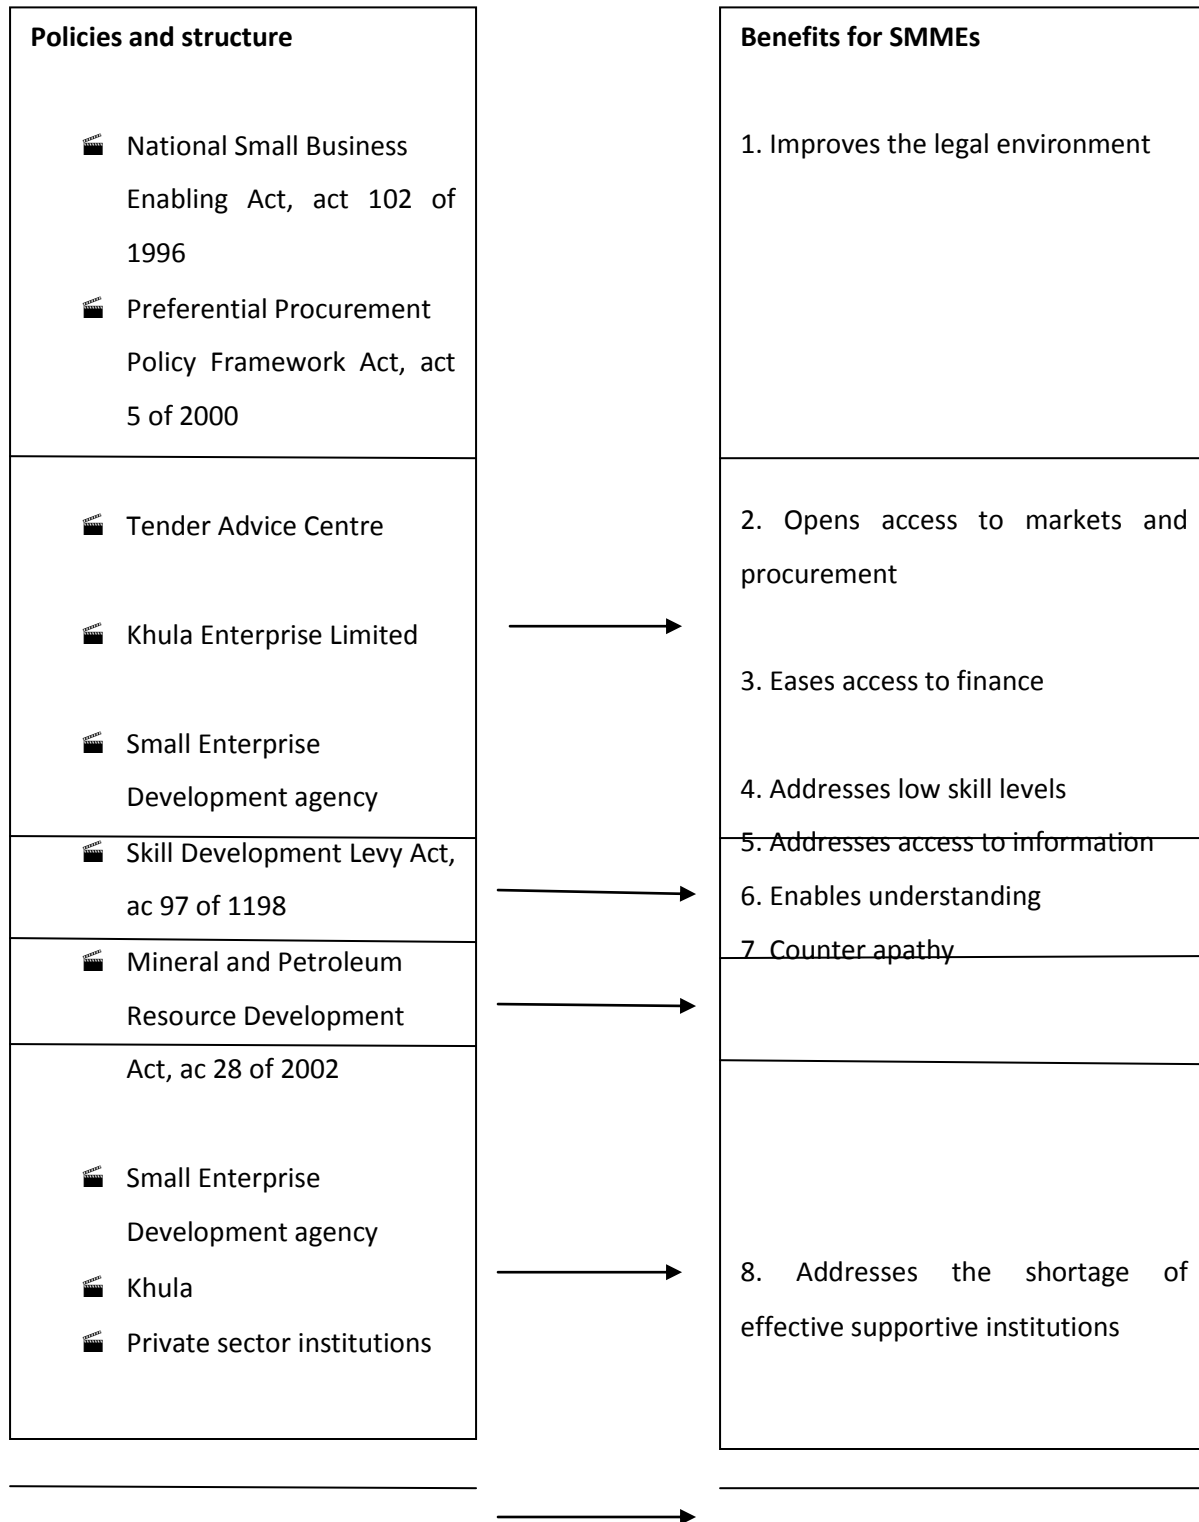 Policies and structure
National Small Business
Enabling Act, act 102 of
1996
Preferential Procurement
Policy Framework Act, act
5 of 2000
Tender Advice Centre
Khula Enterprise Limited
Small Enterprise
Development agency
Skill Development Levy Act,
ac 97 of 1198
Mineral and Petroleum
Resource Development
Act, ac 28 of 2002
Small Enterprise
Development agency
Khula
Private sector institutions
Benefits for SMMEs
1. Improves the legal environment
2. Opens access to markets and
procurement
3. Eases access to finance
4. Addresses low skill levels
5. Addresses access to information
6. Enables understanding
7. Counter apathy
8. Addresses the shortage of
effective supportive institutions